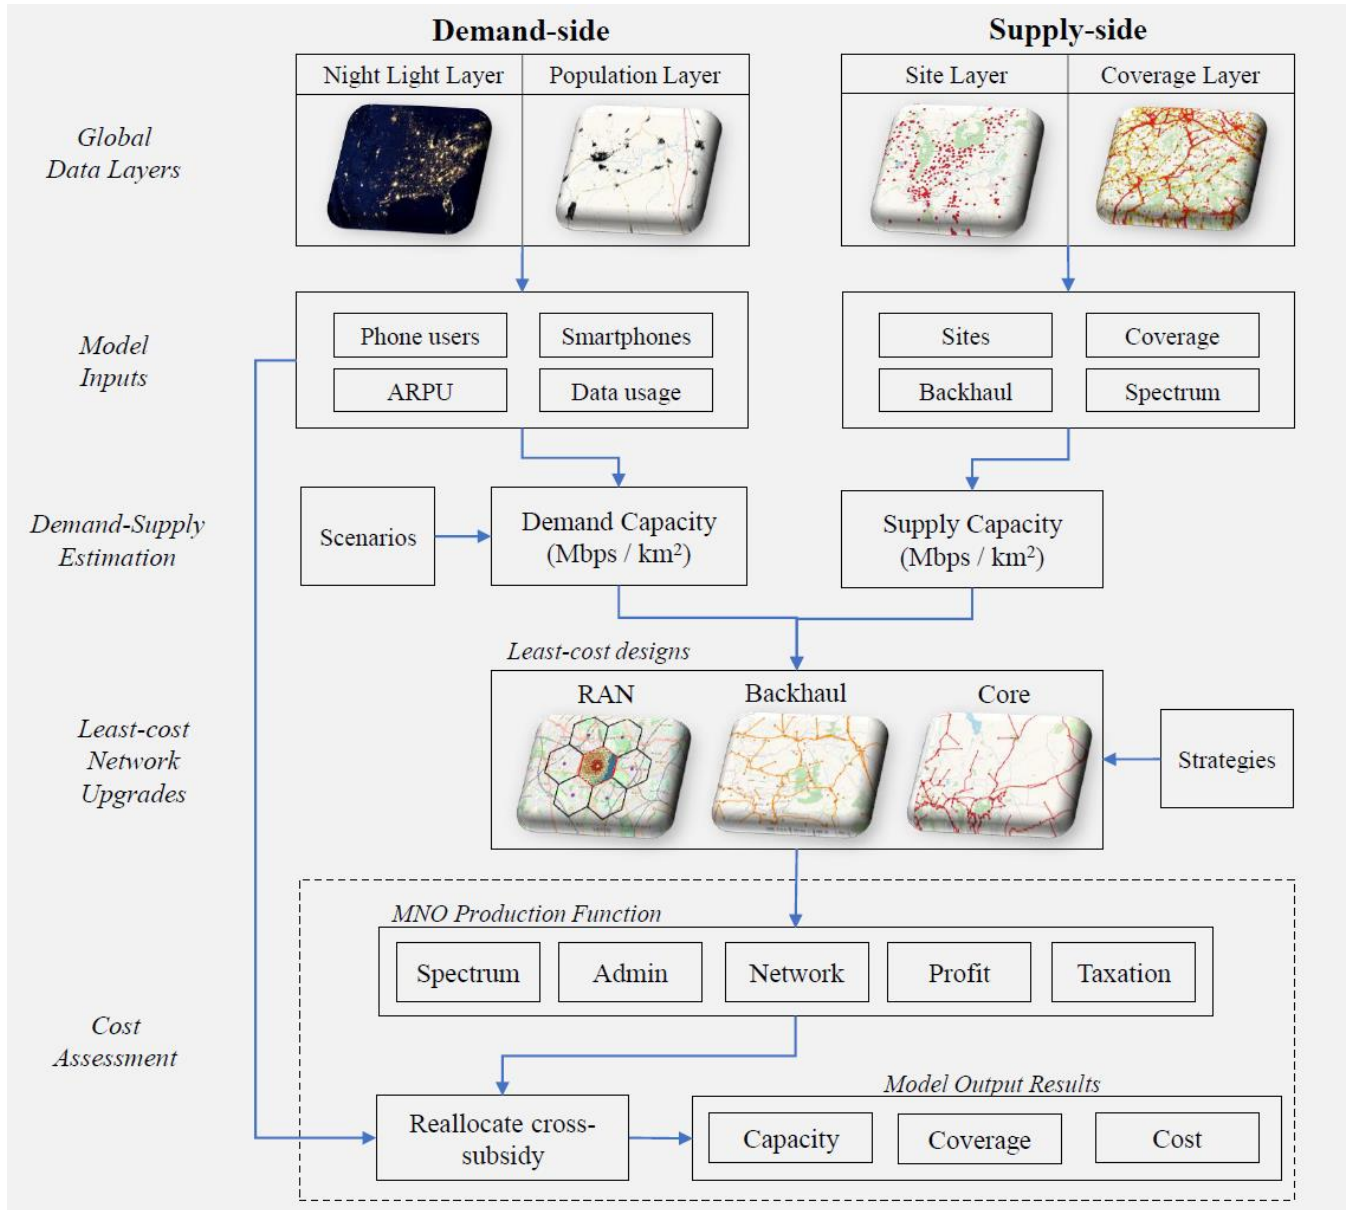 Demand-side
Supply-side
Night Light Layer
Population Layer
Site Layer
Coverage Layer
Global
Data Layers
Model
Inputs
Phone users
Smartphones
ARPU
Data usage
Sites
Coverage
Backhaul
Spectrum
Demand-Supply
Estimation
Scenarios
Demand Capacity
(Mbps / km²)
Supply Capacity
(Mbps / km²)
Least-cost
Network
Upgrades
Least-cost designs
RAN
Backhaul
Core
Strategies
Cost
Assessment
MNO Production Function
Spectrum
Admin
Network
Profit
Taxation
Reallocate cross-
subsidy
Model Output Results
Capacity
Coverage
Cost